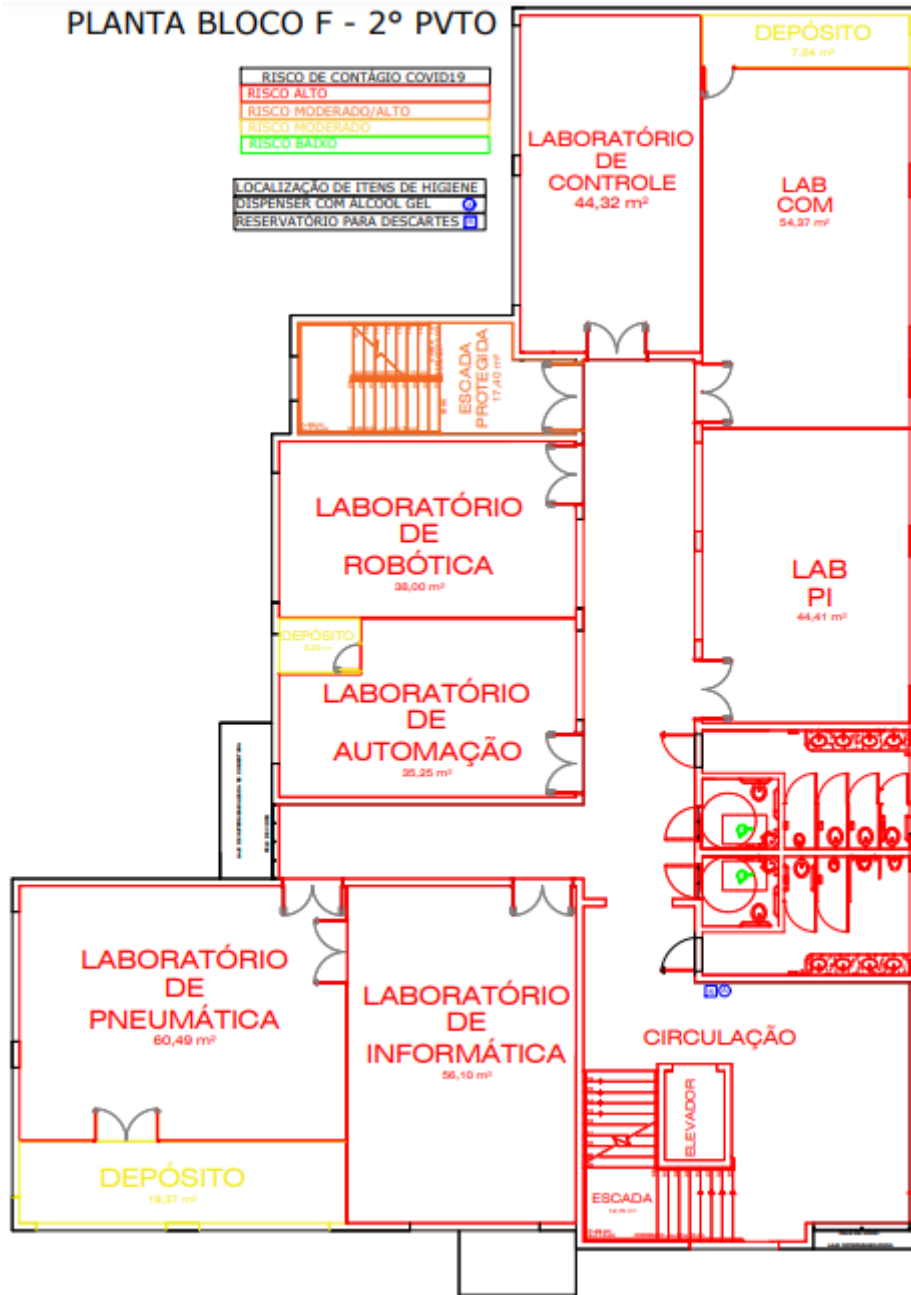 PLANTA BLOCO F - 2° PVTO
RISCO DE CONTÁGIO COVID19
RISCO ALTO
RISCO MODERADO/ALTO
RISCO MODERADO
RISCO BAIXO
LOCALIZAÇÃO DE ITENS DE HIGIENE
DISPENSER COM ÁLCOOL GEL
RESERVATÓRIO PARA DESCARTES
DEPÓSITO
7,84 m²
LABORATÓRIO
DE
CONTROLE
44,32 m²
LAB
COM
54,37 m²
ESCADA
PROTEGIDA
17,40 m²
LABORATÓRIO
DE
ROBÓTICA
38,00 m²
LAB
PI
44,41 m²
DEPÓSITO
LABORATÓRIO
DE
AUTOMAÇÃO
35,25 m²
LABORATÓRIO
DE
PNEUMÁTICA
60,49 m²
LABORATÓRIO
DE
INFORMÁTICA
56,10 m²
CIRCULAÇÃO
ELEVADOR
ESCADA
DEPÓSITO
19,37 m²